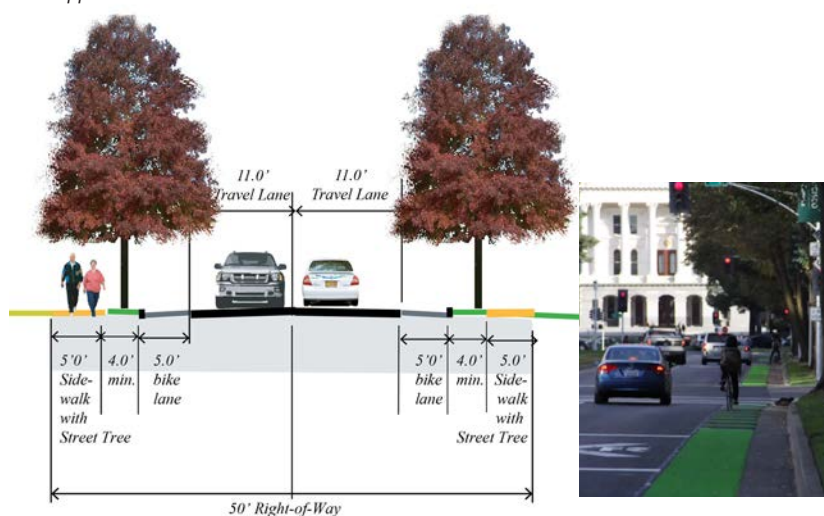 11.0'
Travel Lane
11.0'
Travel Lane
5'0'
Side-
walk
with
Street Tree
4.0'
min.
5.0'
bike
lane
5'0'
bike
lane
4.0'
min.
5.0'
Side-
walk
with
Street Tree
50' Right-of-Way